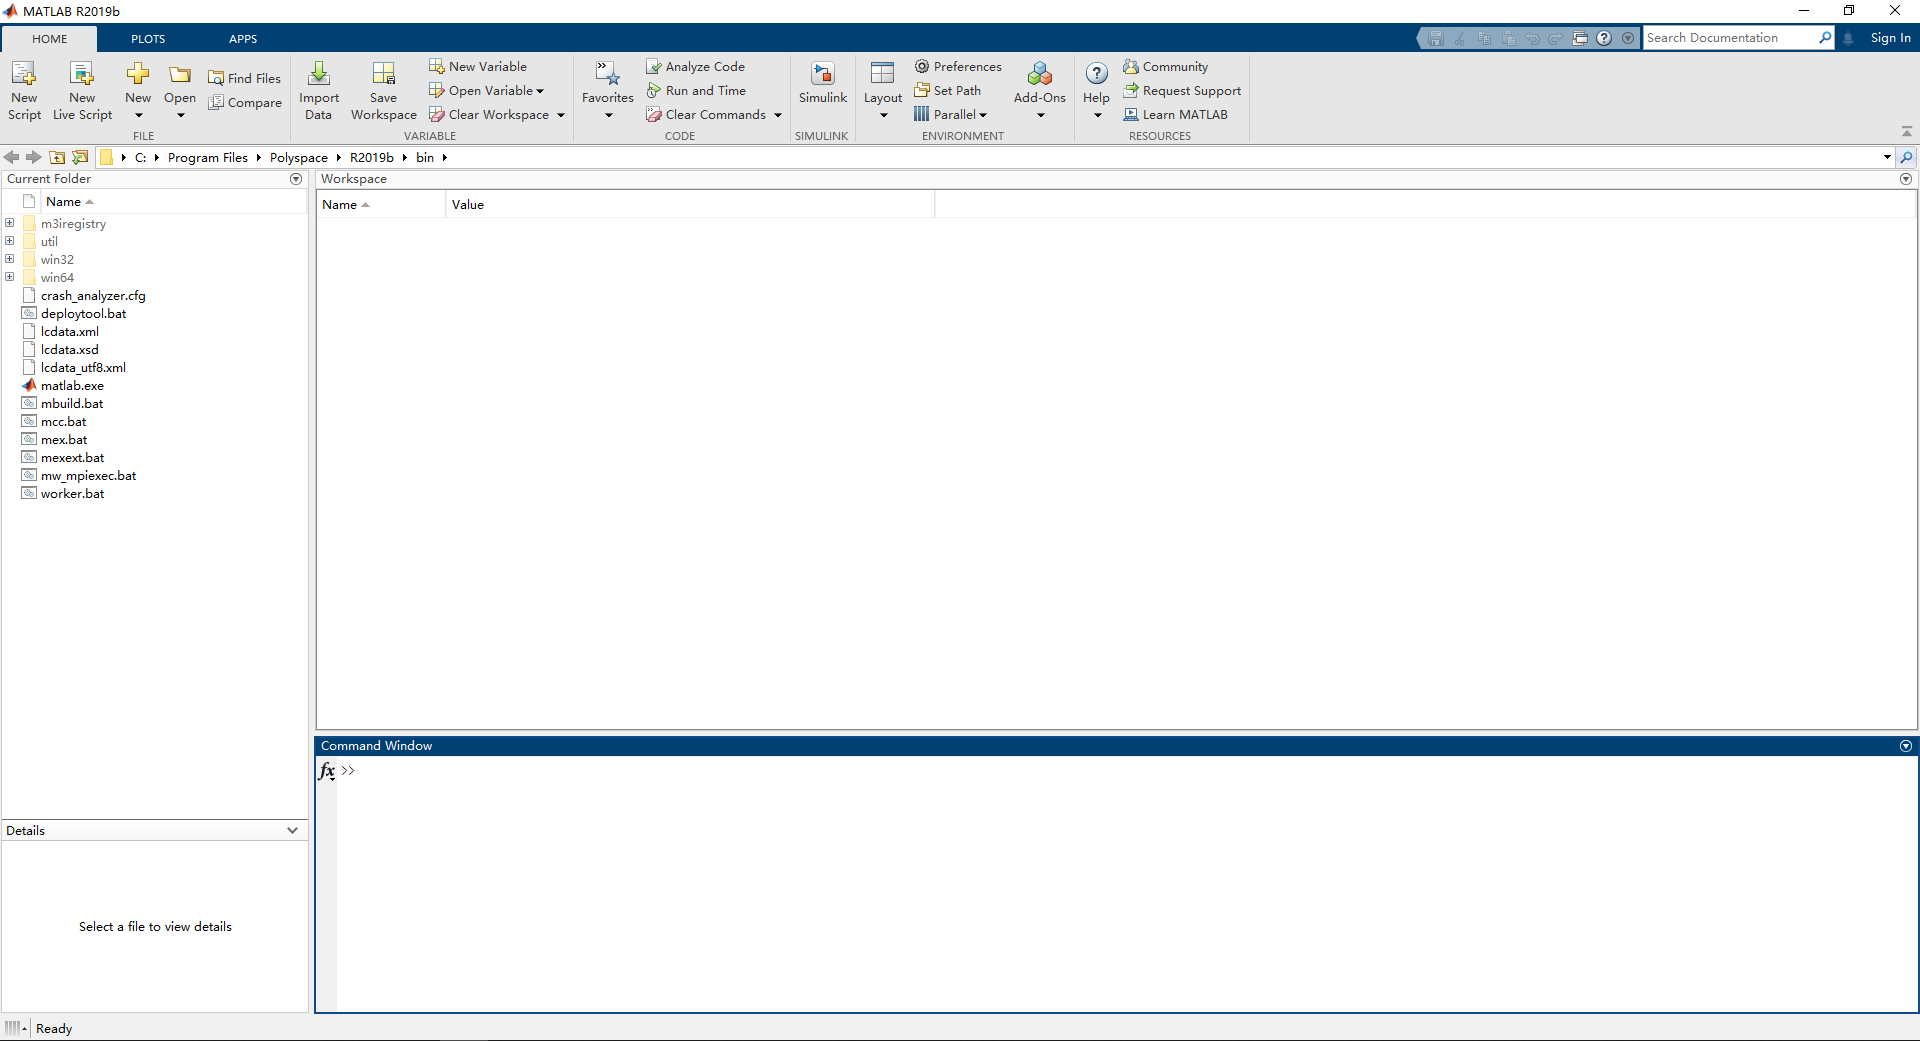 MATLAB R2019b
HOME PLOTS APPS
Search Documentation
Sign In
New Script
New Live Script
New
Open
Find Files
Compare
FILE
Import Data
Save Workspace
New Variable
Open Variable
Clear Workspace
VARIABLE
Favorites
Analyze Code
Run and Time
Clear Commands
CODE
Simulink
SIMULINK
Layout
Preferences
Set Path
Parallel
Add-Ons
ENVIRONMENT
Help
Community
Request Support
Learn MATLAB
RESOURCES
C: Program Files Polyspace R2019b bin
Current Folder
Name
m3iregistry
util
win32
win64
crash_analyzer.cfg
deploytool.bat
lcdata.xml
lcdata.xsd
lcdata_utf8.xml
matlab.exe
mbuild.bat
mcc.bat
mex.bat
mexext.bat
mw_mpiexec.bat
worker.bat
Details
Select a file to view details
Workspace
Name Value
Command Window
fx >>
Ready